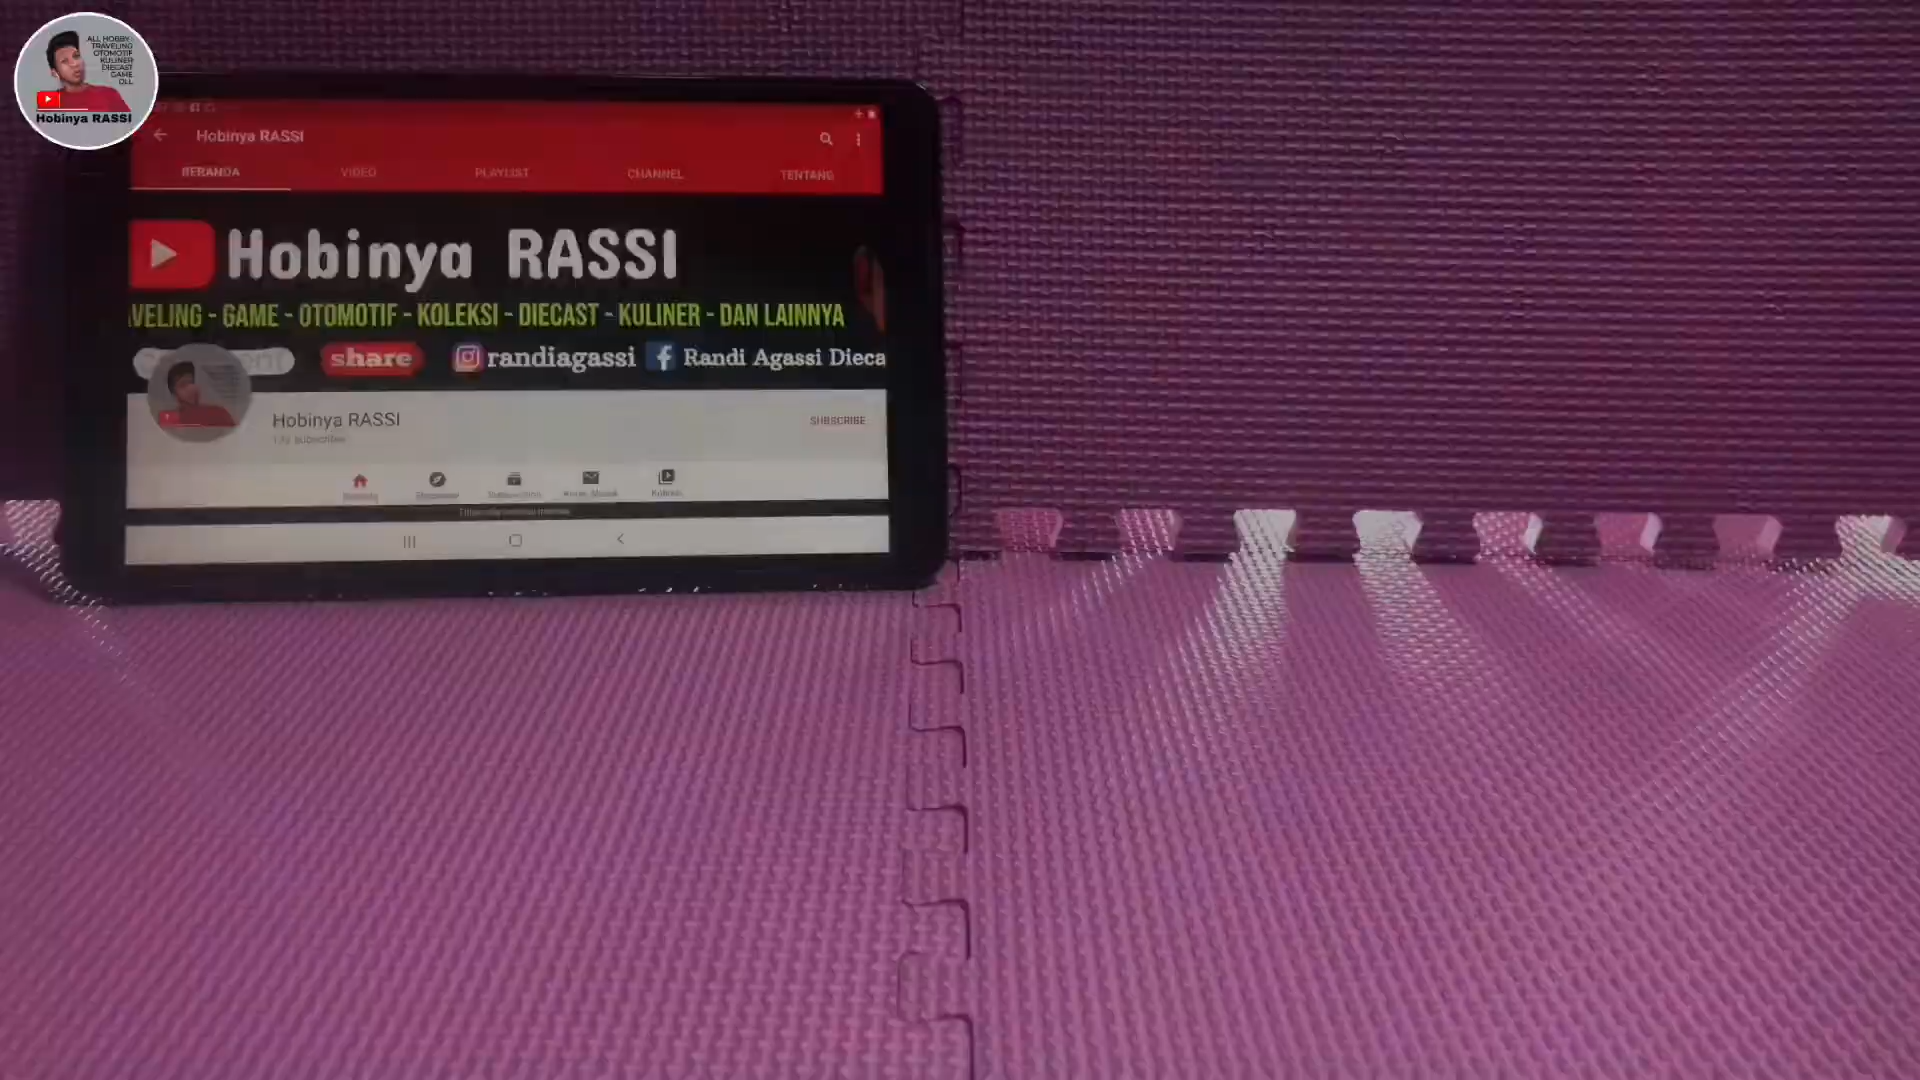 ALL HOBBY
TRAVELING
OTOMOTIF
KULINER
DIECAST
GAME
DLL
Hobinya RASSI
Hobinya RASSI
BERANDA VIDEO PLAYLIST CHANNEL TENTANG
Hobinya RASSI
VELING - GAME - OTOMOTIF - KOLEKSI - DIECAST - KULINER - DAN LAINNYA
share randiagassi Randi Agassi Dieca
Hobinya RASSI
SUBSCRIBE